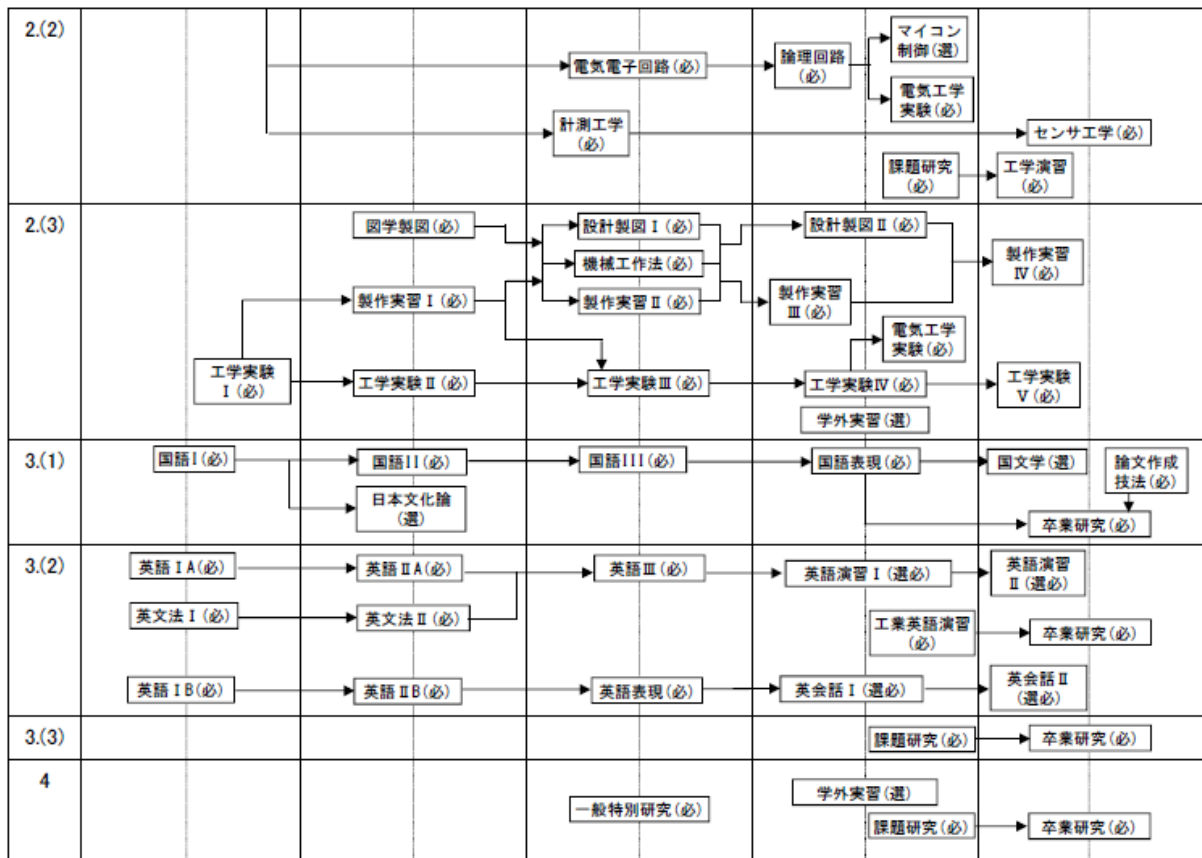 2.(2)
電気電子回路(必)
論理回路
(必)
マイコン
制御(選)
電気工学
実験(必)
計測工学
(必)
センサ工学(必)
課題研究
(必)
工学演習
(必)
2.(3)
図学製図(必)
設計製図Ⅰ(必)
設計製図Ⅱ(必)
機械工作法(必)
製作実習
Ⅳ(必)
製作実習Ⅰ(必)
製作実習Ⅱ(必)
製作実習
Ⅲ(必)
電気工学
実験(必)
工学実験
Ⅰ(必)
工学実験Ⅱ(必)
工学実験Ⅲ(必)
工学実験Ⅳ(必)
工学実験
Ⅴ(必)
学外実習(選)
3.(1)
国語I(必)
国語II(必)
国語III(必)
国語表現(必)
国文学(選)
論文作成
技法(必)
日本文化論
(選)
卒業研究(必)
3.(2)
英語ⅠA(必)
英語ⅡA(必)
英語Ⅲ(必)
英語演習Ⅰ(選必)
英語演習
Ⅱ(選必)
英文法Ⅰ(必)
英文法Ⅱ(必)
工業英語演習
(必)
卒業研究(必)
英語ⅠB(必)
英語ⅡB(必)
英語表現(必)
英会話Ⅰ(選必)
英会話Ⅱ
(選必)
3.(3)
課題研究(必)
卒業研究(必)
4
一般特別研究(必)
学外実習(選)
課題研究(必)
卒業研究(必)